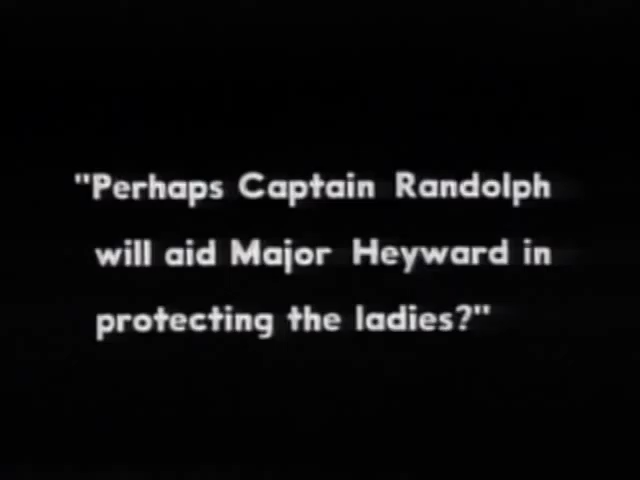 "Perhaps Captain Randolph
will aid Major Heyward in
protecting the ladies?"